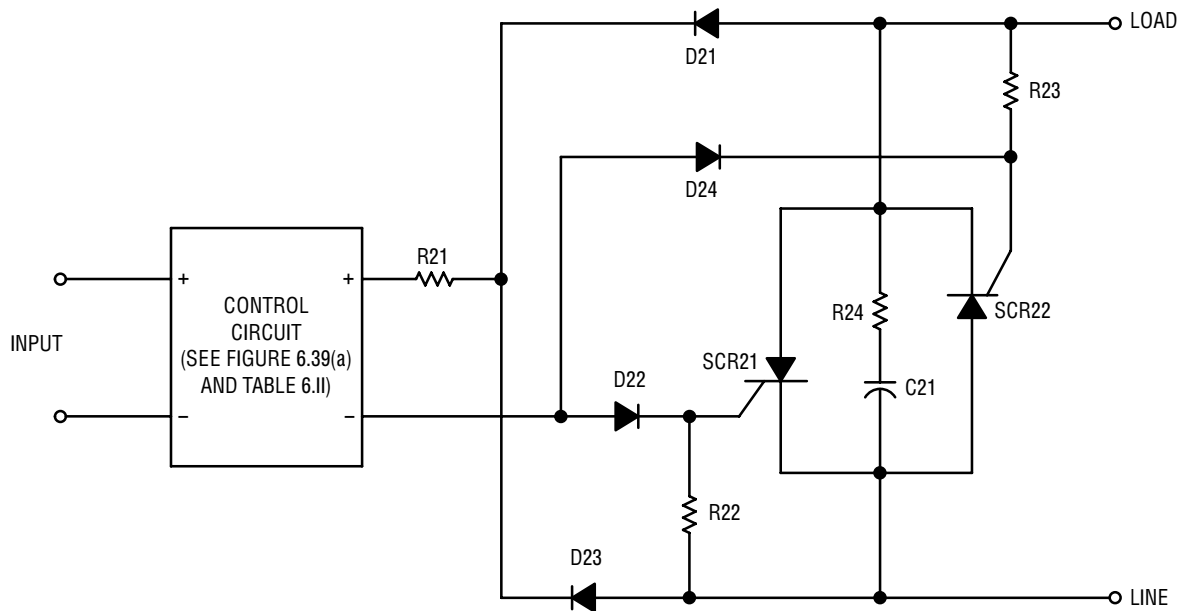 LOAD
D21
R23
D24
R21
+
+
CONTROL
CIRCUIT
(SEE FIGURE 6.39(a)
AND TABLE 6.II)
INPUT
R24
SCR22
SCR21
C21
D22
−
−
R22
D23
LINE